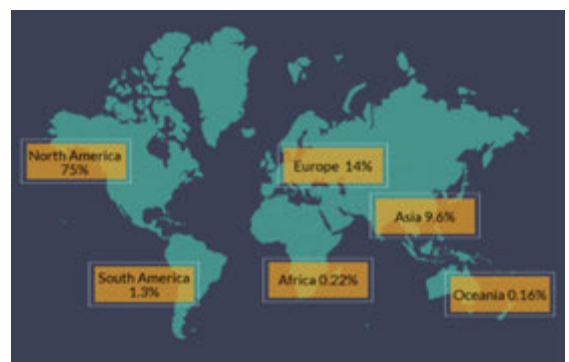 North America
75%
Europe 14%
Asia 9.6%
South America
1.3%
Africa 0.22%
Oceania 0.16%